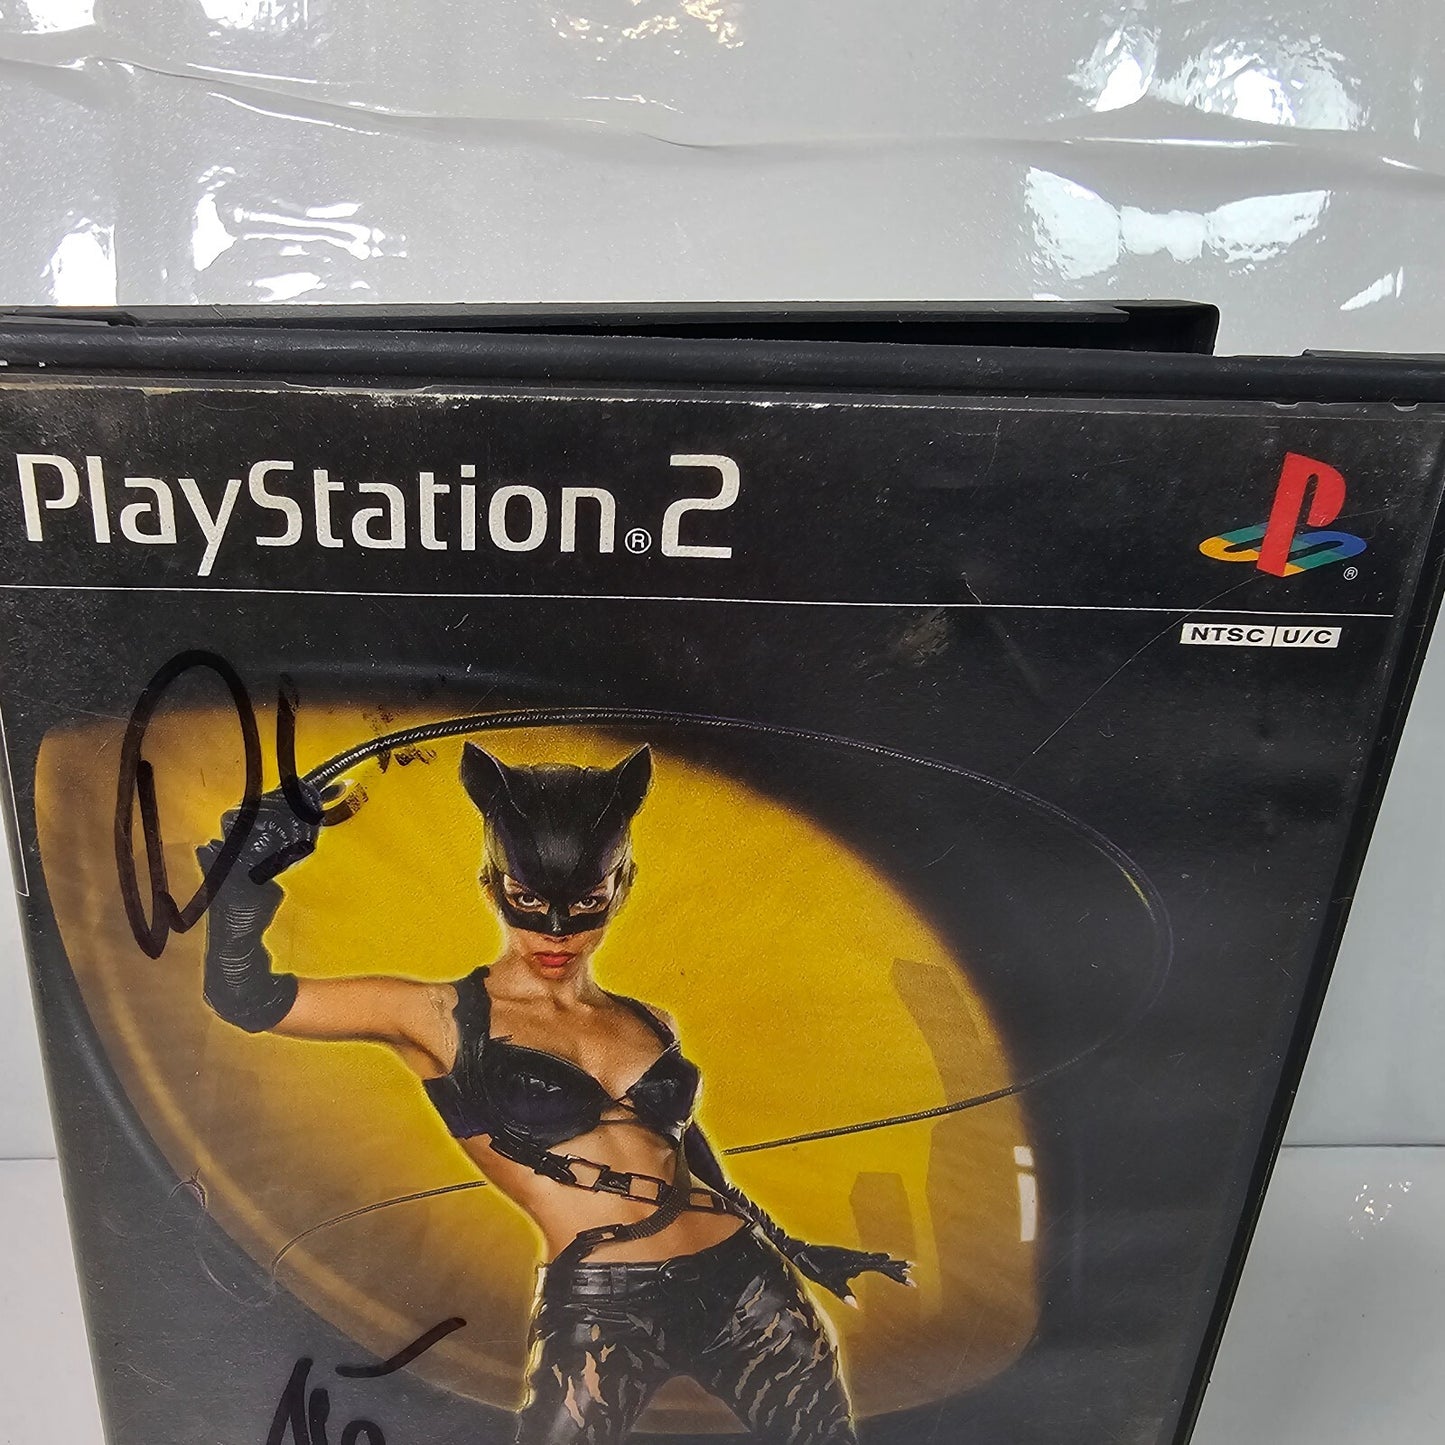 PlayStation®2
®
NTSC U/C